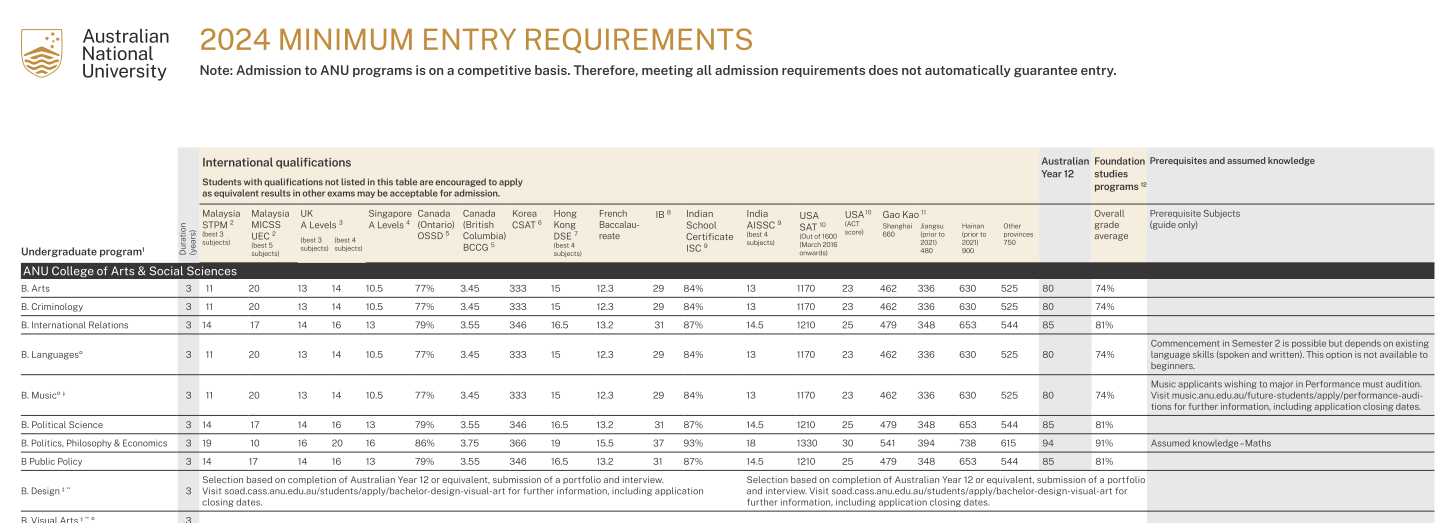 Australian
National
University
2024 MINIMUM ENTRY REQUIREMENTS
Note: Admission to ANU programs is on a competitive basis. Therefore, meeting all admission requirements does not automatically guarantee entry.
International qualifications
Students with qualifications not listed in this table are encouraged to apply
as equivalent results in other exams may be acceptable for admission.
Australian
Year 12
Foundation
studies
programs 12
Prerequisites and assumed knowledge
Undergraduate program1
Duration
(years)
Malaysia
STPM 2
(best 3
subjects)
Malaysia
MICSS
UEC 2
(best 5
subjects)
UK
A Levels 3
(best 3
subjects)
(best 4
subjects)
Singapore
A Levels 4
Canada
(Ontario)
OSSD 5
Canada
(British
Columbia)
BCCG 5
Korea
CSAT 6
Hong
Kong
DSE 7
(best 4
subjects)
French
Baccalau-
reate
IB 8
Indian
School
Certificate
ISC 9
India
AISSC 9
(best 4
subjects)
USA
SAT 10
(Out of 1600
(March 2016
onwards)
USA10
(ACT
score)
Gao Kao 11
Shanghai
660
Jiangsu
(prior to
2021)
480
Hainan
(prior to
2021)
900
Other
provinces
750
Overall
grade
average
Prerequisite Subjects
(guide only)
ANU College of Arts & Social Sciences
B. Arts 3 11 20 13 14 10.5 77% 3.45 333 15 12.3 29 84% 13 1170 23 462 336 630 525 80 74%
B. Criminology 3 11 20 13 14 10.5 77% 3.45 333 15 12.3 29 84% 13 1170 23 462 336 630 525 80 74%
B. International Relations 3 14 17 14 16 13 79% 3.55 346 16.5 13.2 31 87% 14.5 1210 25 479 348 653 544 85 81%
B. Languages° 3 11 20 13 14 10.5 77% 3.45 333 15 12.3 29 84% 13 1170 23 462 336 630 525 80 74%
Commencement in Semester 2 is possible but depends on existing
language skills (spoken and written). This option is not available to
beginners.
B. Music° ‡ 3 11 20 13 14 10.5 77% 3.45 333 15 12.3 29 84% 13 1170 23 462 336 630 525 80 74%
Music applicants wishing to major in Performance must audition.
Visit music.anu.edu.au/future-students/apply/performance-audi-
tions for further information, including application closing dates.
B. Political Science 3 14 17 14 16 13 79% 3.55 346 16.5 13.2 31 87% 14.5 1210 25 479 348 653 544 85 81%
B. Politics, Philosophy & Economics 3 19 10 16 20 16 86% 3.75 366 19 15.5 37 93% 18 1330 30 541 394 738 615 94 91% Assumed knowledge–Maths
B Public Policy 3 14 17 14 16 13 79% 3.55 346 16.5 13.2 31 87% 14.5 1210 25 479 348 653 544 85 81%
B. Design ‡ ~ 3
Selection based on completion of Australian Year 12 or equivalent, submission of a portfolio and interview.
Visit soad.cass.anu.edu.au/students/apply/bachelor-design-visual-art for further information, including application
closing dates.
Selection based on completion of Australian Year 12 or equivalent, submission of a portfolio
and interview. Visit soad.cass.anu.edu.au/students/apply/bachelor-design-visual-art for
further information, including application closing dates.
B. Visual Arts ‡ ~ ° 3